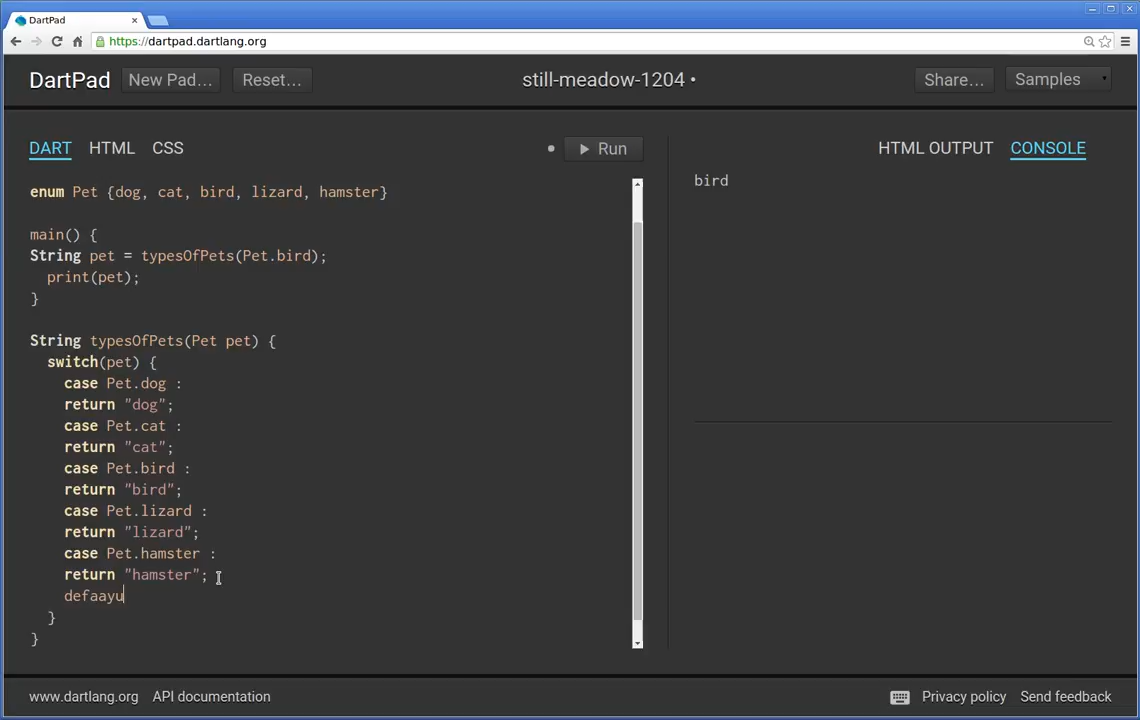 DartPad
https://dartpad.dartlang.org
DartPad New Pad... Reset... still-meadow-1204 • Share... Samples
DART HTML CSS Run HTML OUTPUT CONSOLE
bird
enum Pet {dog, cat, bird, lizard, hamster}
main() {
String pet = typesOfPets(Pet.bird);
print(pet);
}
String typesOfPets(Pet pet) {
switch(pet) {
case Pet.dog :
return "dog";
case Pet.cat :
return "cat";
case Pet.bird :
return "bird";
case Pet.lizard :
return "lizard";
case Pet.hamster :
return "hamster";
defaayu
}
}
www.dartlang.org API documentation Privacy policy Send feedback